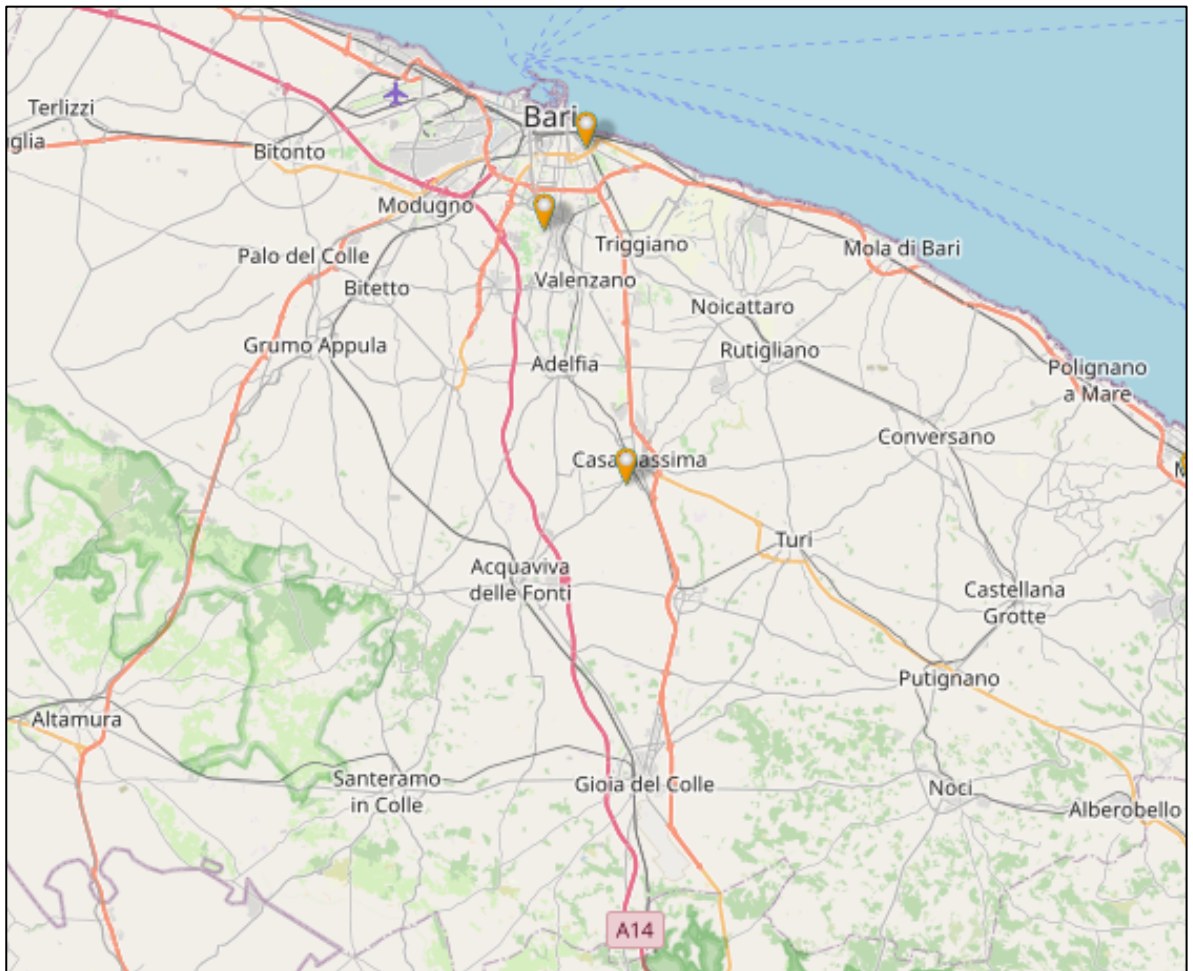 Terlizzi
Bari
uglia
Bitonto
Modugno
Palo del Colle
Triggiano
Mola di Bari
Bitetto
Valenzano
Noicattaro
Grumo Appula
Adelfia
Rutigliano
Polignano
a Mare
Conversano
Turi
Acquaviva
delle Fonti
Castellana
Grotte
Putignano
Altamura
Santeramo
in Colle
Gioia del Colle
Noci
Alberobello
A14